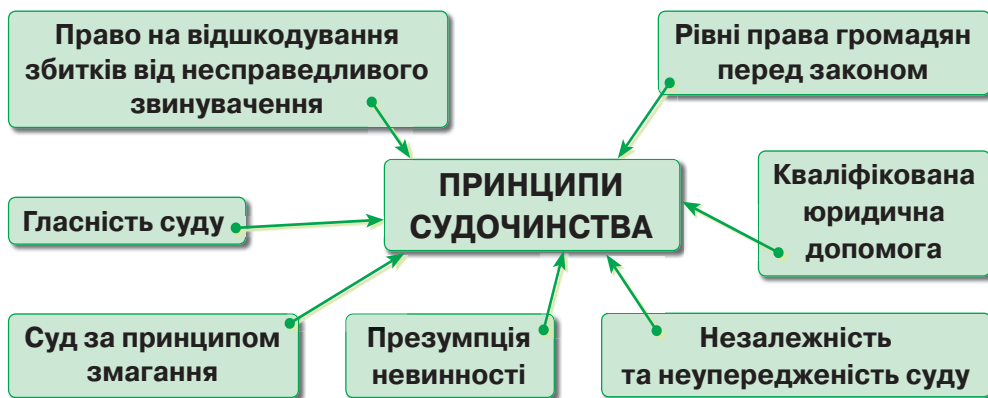 Право на відшкодування
збитків від несправедливого
звинувачення
Рівні права громадян
перед законом
ПРИНЦИПИ
СУДОЧИНСТВА
Кваліфікована
юридична
допомога
Гласність суду
Суд за принципом
змагання
Презумпція
невинності
Незалежність
та неупередженість суду